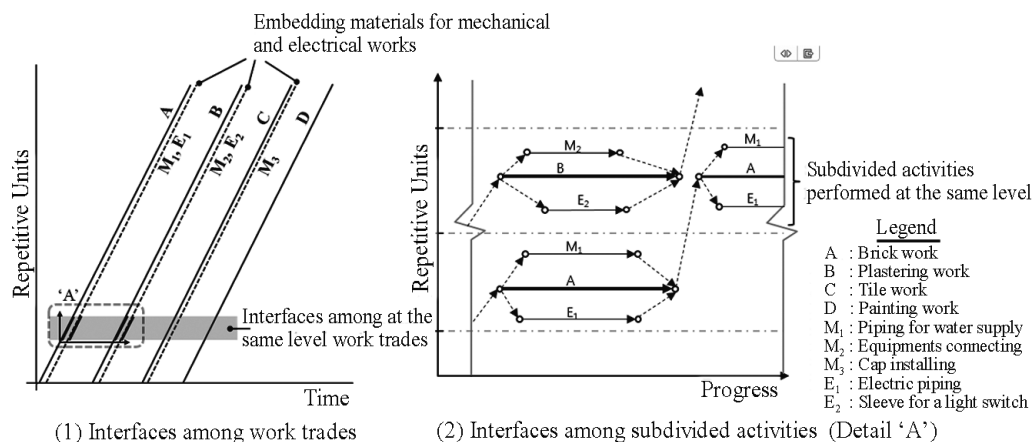 Embedding materials for mechanical
and electrical works
Repetitive Units
A
M₁, E₁
B
M₂, E₂
C
M₃
D
'A'
Interfaces among at the
same level work trades
Time
(1) Interfaces among work trades
Repetitive Units
M₂
B
E₂
M₁
A
E₁
M₁
A
E₁
Subdivided activities
performed at the same level
Progress
(2) Interfaces among subdivided activities (Detail 'A')
Legend
A : Brick work
B : Plastering work
C : Tile work
D : Painting work
M₁ : Piping for water supply
M₂ : Equipments connecting
M₃ : Cap installing
E₁ : Electric piping
E₂ : Sleeve for a light switch